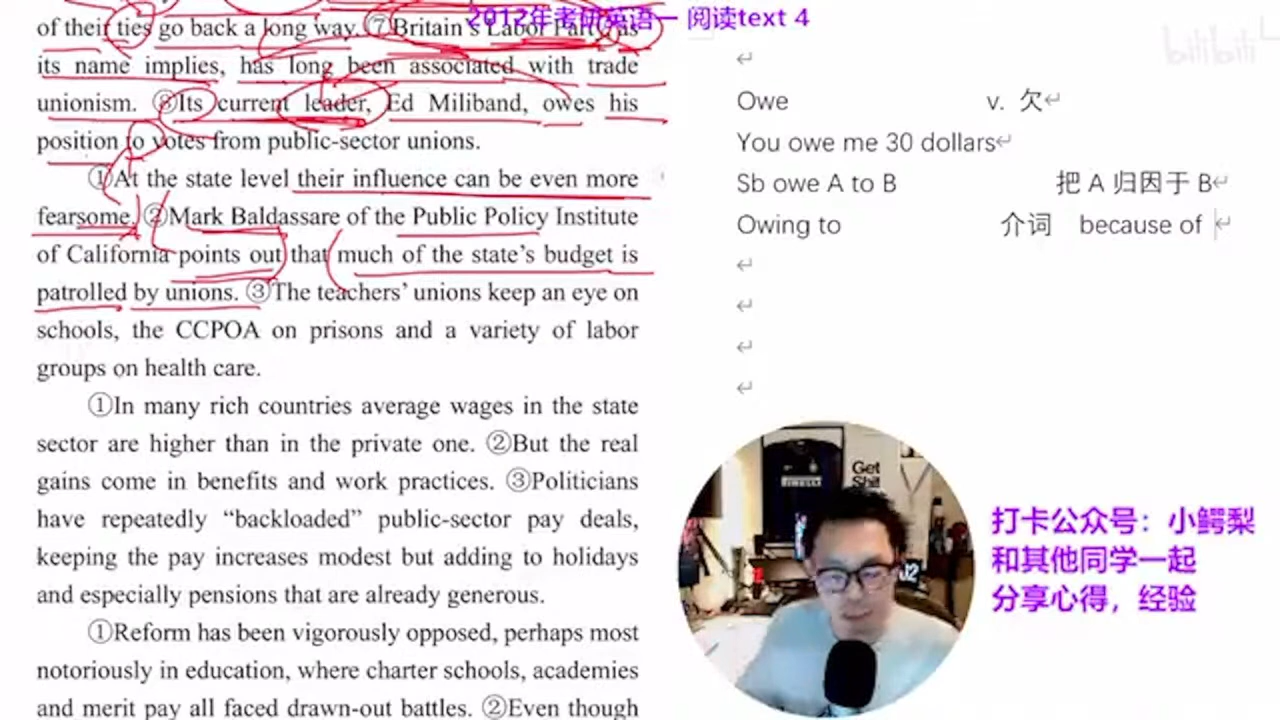 2012年考研英语一 阅读text 4
of their ties go back a long way. ⑦Britain's Labor Party, as
its name implies, has long been associated with trade
unionism. ⑧Its current leader, Ed Miliband, owes his
position to votes from public-sector unions.
①At the state level their influence can be even more
fearsome. ②Mark Baldassare of the Public Policy Institute
of California points out that much of the state's budget is
patrolled by unions. ③The teachers' unions keep an eye on
schools, the CCPOA on prisons and a variety of labor
groups on health care.
①In many rich countries average wages in the state
sector are higher than in the private one. ②But the real
gains come in benefits and work practices. ③Politicians
have repeatedly “backloaded” public-sector pay deals,
keeping the pay increases modest but adding to holidays
and especially pensions that are already generous.
①Reform has been vigorously opposed, perhaps most
notoriously in education, where charter schools, academies
and merit pay all faced drawn-out battles. ②Even though
bilibili
Owe v. 欠
You owe me 30 dollars
Sb owe A to B 把 A 归因于 B
Owing to 介词 because of
PIRELLI
Get
Shit
打卡公众号：小鳄梨
和其他同学一起
分享心得，经验